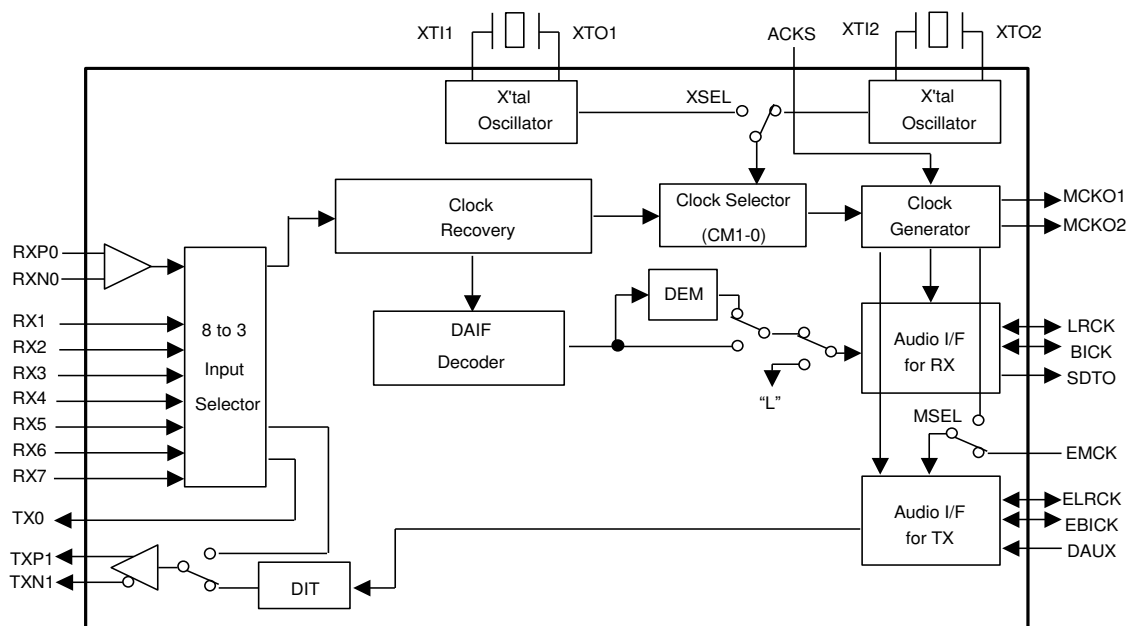 XTI1
XTO1
ACKS
XTI2
XTO2
X'tal
Oscillator
XSEL
X'tal
Oscillator
Clock
Recovery
Clock Selector
(CM1-0)
Clock
Generator
MCKO1
MCKO2
RXP0
RXN0
RX1
RX2
RX3
RX4
RX5
RX6
RX7
8 to 3
Input
Selector
DAIF
Decoder
DEM
“L”
Audio I/F
for RX
LRCK
BICK
SDTO
MSEL
EMCK
TX0
TXP1
TXN1
DIT
Audio I/F
for TX
ELRCK
EBICK
DAUX